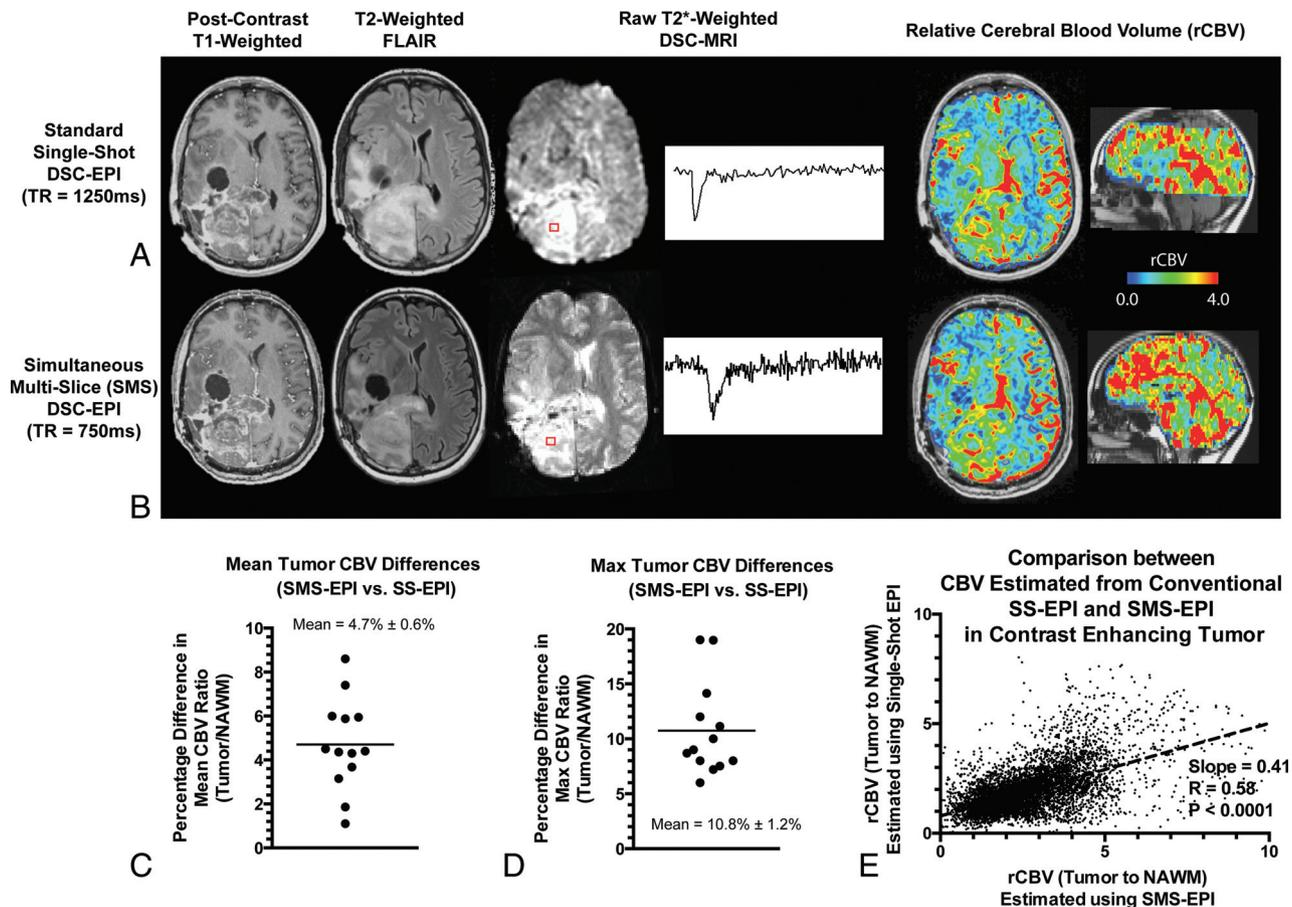 Post-Contrast
T1-Weighted
T2-Weighted
FLAIR
Raw T2*-Weighted
DSC-MRI
Relative Cerebral Blood Volume (rCBV)
Standard
Single-Shot
DSC-EPI
(TR = 1250ms)
A
rCBV
0.0 4.0
Simultaneous
Multi-Slice (SMS)
DSC-EPI
(TR = 750ms)
B
Mean Tumor CBV Differences
(SMS-EPI vs. SS-EPI)
Mean = 4.7% ± 0.6%
Percentage Difference in
Mean CBV Ratio
(Tumor/NAWM)
10
8
6
4
2
0
C
Max Tumor CBV Differences
(SMS-EPI vs. SS-EPI)
Percentage Difference in
Max CBV Ratio
(Tumor/NAWM)
20
15
10
5
0
Mean = 10.8% ± 1.2%
D
Comparison between
CBV Estimated from Conventional
SS-EPI and SMS-EPI
in Contrast Enhancing Tumor
rCBV (Tumor to NAWM)
Estimated using Single-Shot EPI
10
5
0
Slope = 0.41
R = 0.58
P < 0.0001
0 5 10
rCBV (Tumor to NAWM)
Estimated using SMS-EPI
E